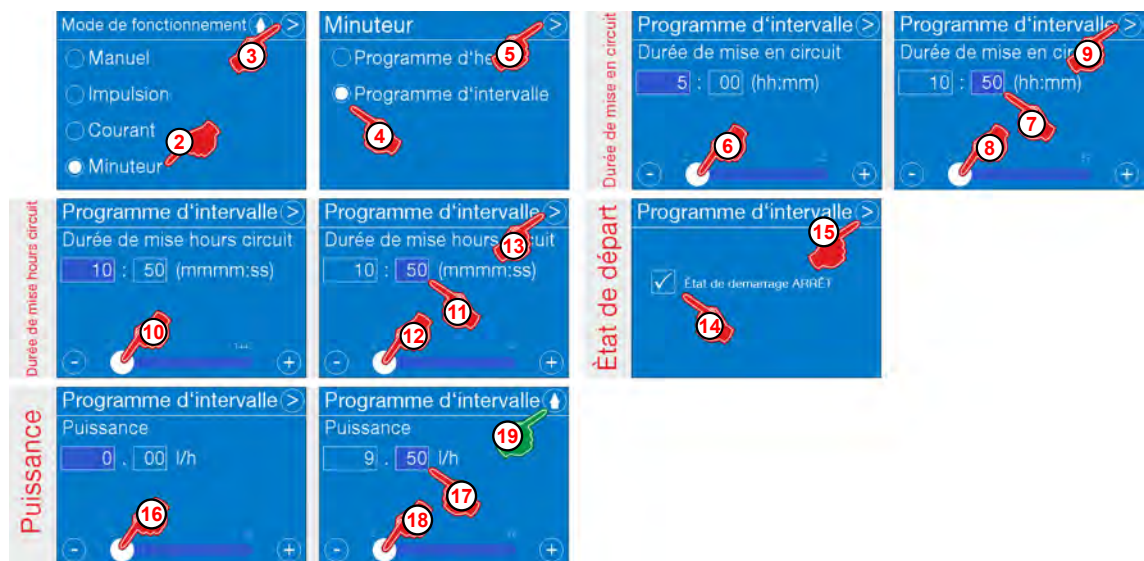 Mode de fonctionnement >
Manuel
Impulsion
Courant
Minuteur
2
3
Minuteur >
Programme d'he
Programme d'intervalle
4
5
Durée de mise en circuit
Programme d'intervalle >
Durée de mise en circuit
5 : 00 (hh:mm)
6
- +
Programme d'intervalle >
Durée de mise en cir
10 : 50 (hh:mm)
7
8
9
- +
Durée de mise hours circuit
Programme d'intervalle >
Durée de mise hours circuit
10 : 50 (mmmm:ss)
10
- +
Programme d'intervalle >
Durée de mise hours circuit
10 : 50 (mmmm:ss)
11
12
13
- +
Ètat de départ
Programme d'intervalle >
État de demarrage ARRÊT
14
15
Puissance
Programme d'intervalle >
Puissance
0 . 00 l/h
16
- +
Programme d'intervalle
Puissance
9 . 50 l/h
17
18
19
- +